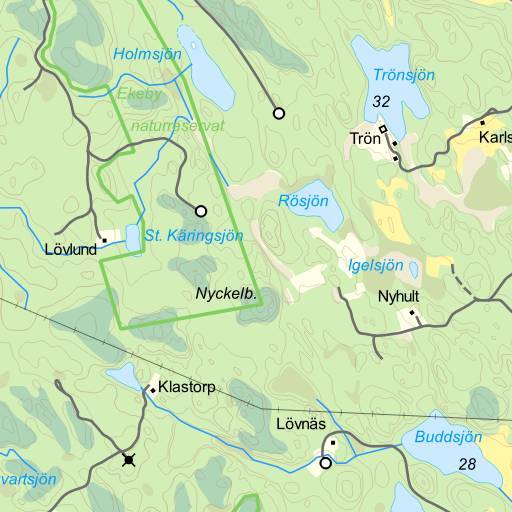 Holmsjön
Trönsjön
Ekeby
32
naturreservat
Trön
Karls
Rösjön
St. Käringsjön
Lövlund
Igelsjön
Nyckelb.
Nyhult
Klastorp
Lövnäs
Buddsjön
28
vartsjön